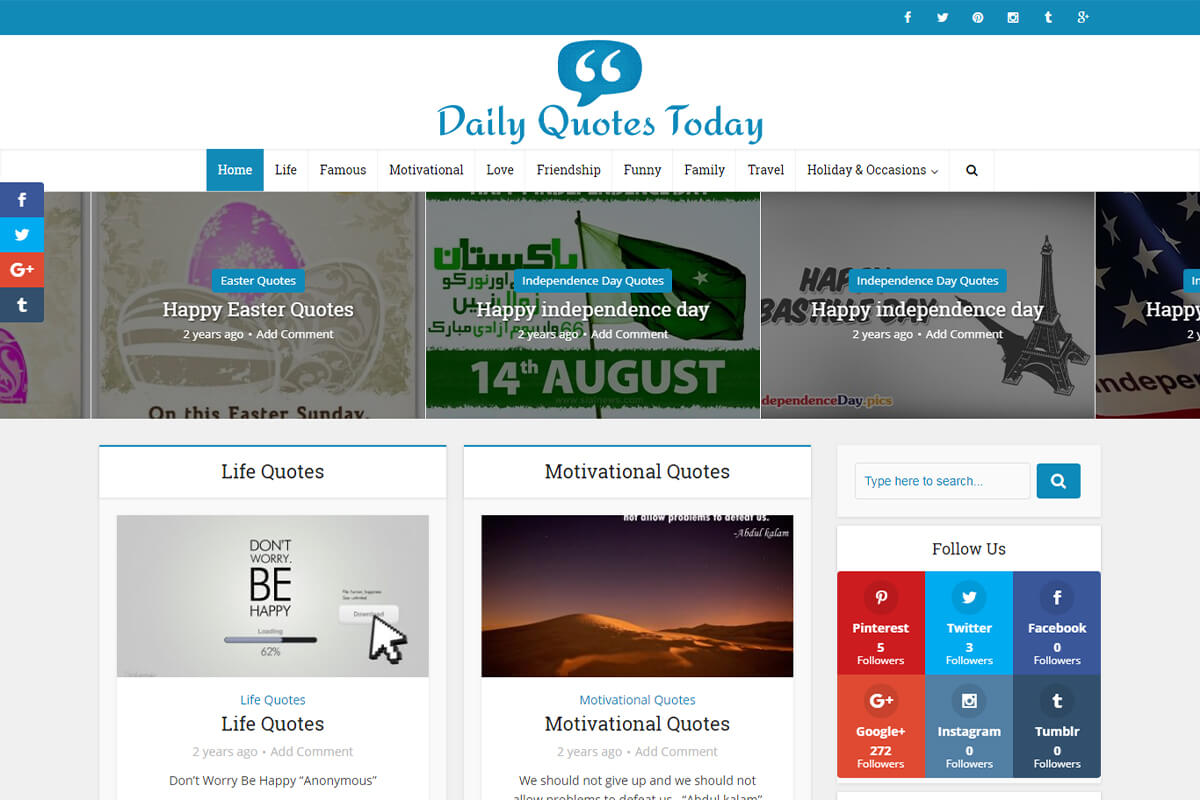 Daily Quotes Today
Home Life Famous Motivational Love Friendship Funny Family Travel Holiday & Occasions
Easter Quotes
Happy Easter Quotes
2 years ago • Add Comment
On this Easter Sunday,
پاکستان
14th AUGUST
www.sialnews.com
Independence Day Quotes
Happy independence day
2 years ago • Add Comment
HAPPY
BASTILLE DAY
dependenceDay.pics
Independence Day Quotes
Happy independence day
2 years ago • Add Comment
In
Happy
2 y
Indepe
Life Quotes
DON'T
WORRY.
BE
HAPPY
Loading
62%
Download
Life Quotes
Life Quotes
2 years ago • Add Comment
Don't Worry Be Happy “Anonymous”
Motivational Quotes
not allow problems to defeat us.
-Abdul kalam
Motivational Quotes
Motivational Quotes
2 years ago • Add Comment
We should not give up and we should not
allow problems to defeat us. “Abdul kalam”
Type here to search...
Follow Us
Pinterest
5
Followers
Twitter
3
Followers
Facebook
0
Followers
Google+
272
Followers
Instagram
0
Followers
Tumblr
0
Followers